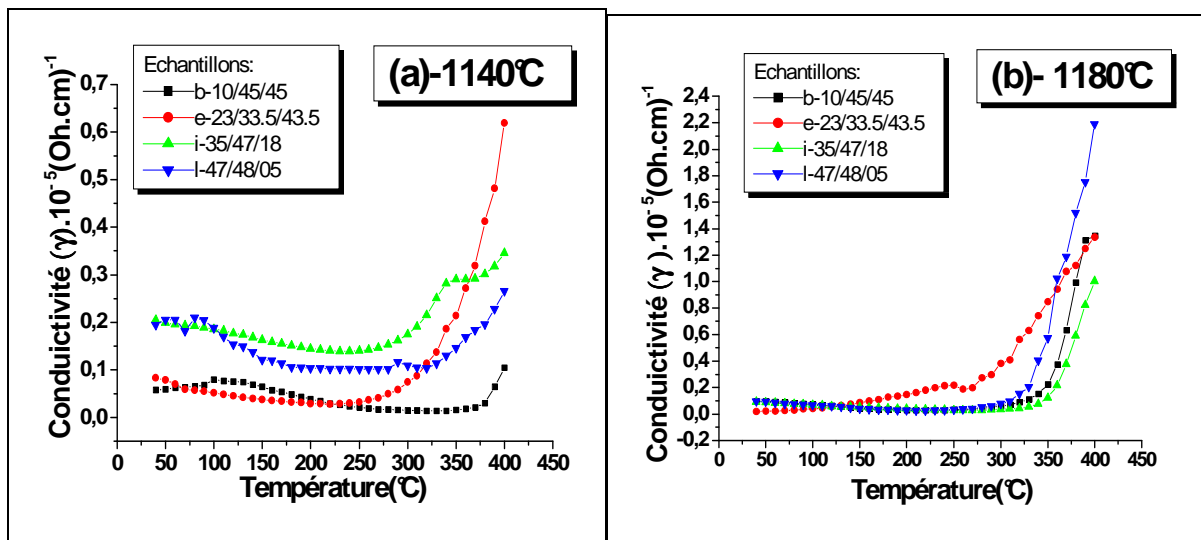 (a)-1140°C
Echantillons:
b-10/45/45
e-23/33.5/43.5
i-35/47/18
l-47/48/05
Conduictivité (γ).10⁻⁵(Oh.cm)⁻¹
0,7
0,6
0,5
0,4
0,3
0,2
0,1
0,0
0 50 100 150 200 250 300 350 400 450
Température(°C)
(b)- 1180°C
Echantillons:
b-10/45/45
e-23/33.5/43.5
i-35/47/18
l-47/48/05
Conduictivité (γ).10⁻⁵(Oh.cm)⁻¹
2,4
2,2
2,0
1,8
1,6
1,4
1,2
1,0
0,8
0,6
0,4
0,2
0,0
-0,2
0 50 100 150 200 250 300 350 400 450
Température(°C)